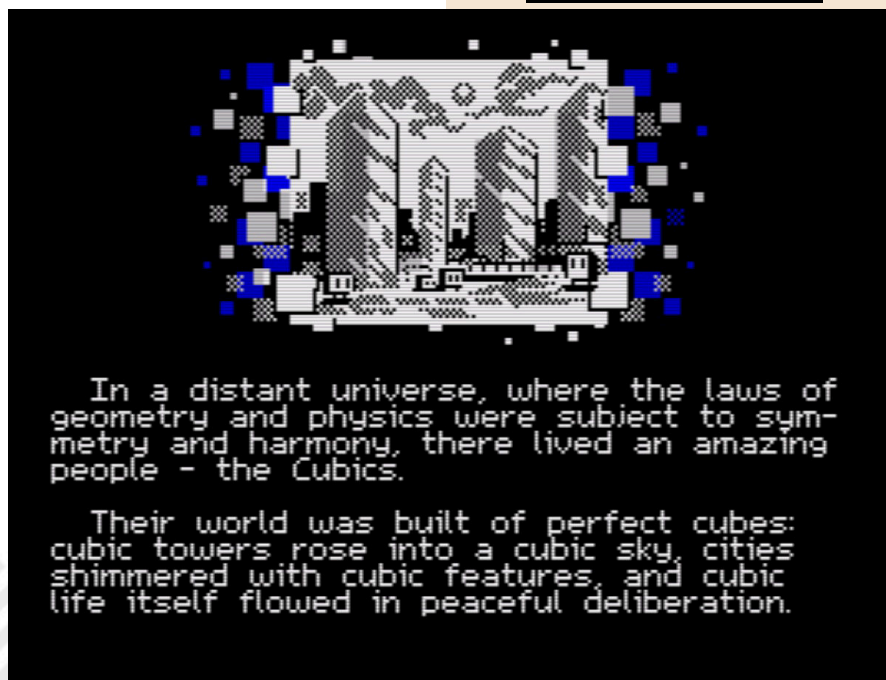 In a distant universe, where the laws of
geometry and physics were subject to sym-
metry and harmony, there lived an amazing
people - the Cubics.
Their world was built of perfect cubes:
cubic towers rose into a cubic sky, cities
shimmered with cubic features, and cubic
life itself flowed in peaceful deliberation.